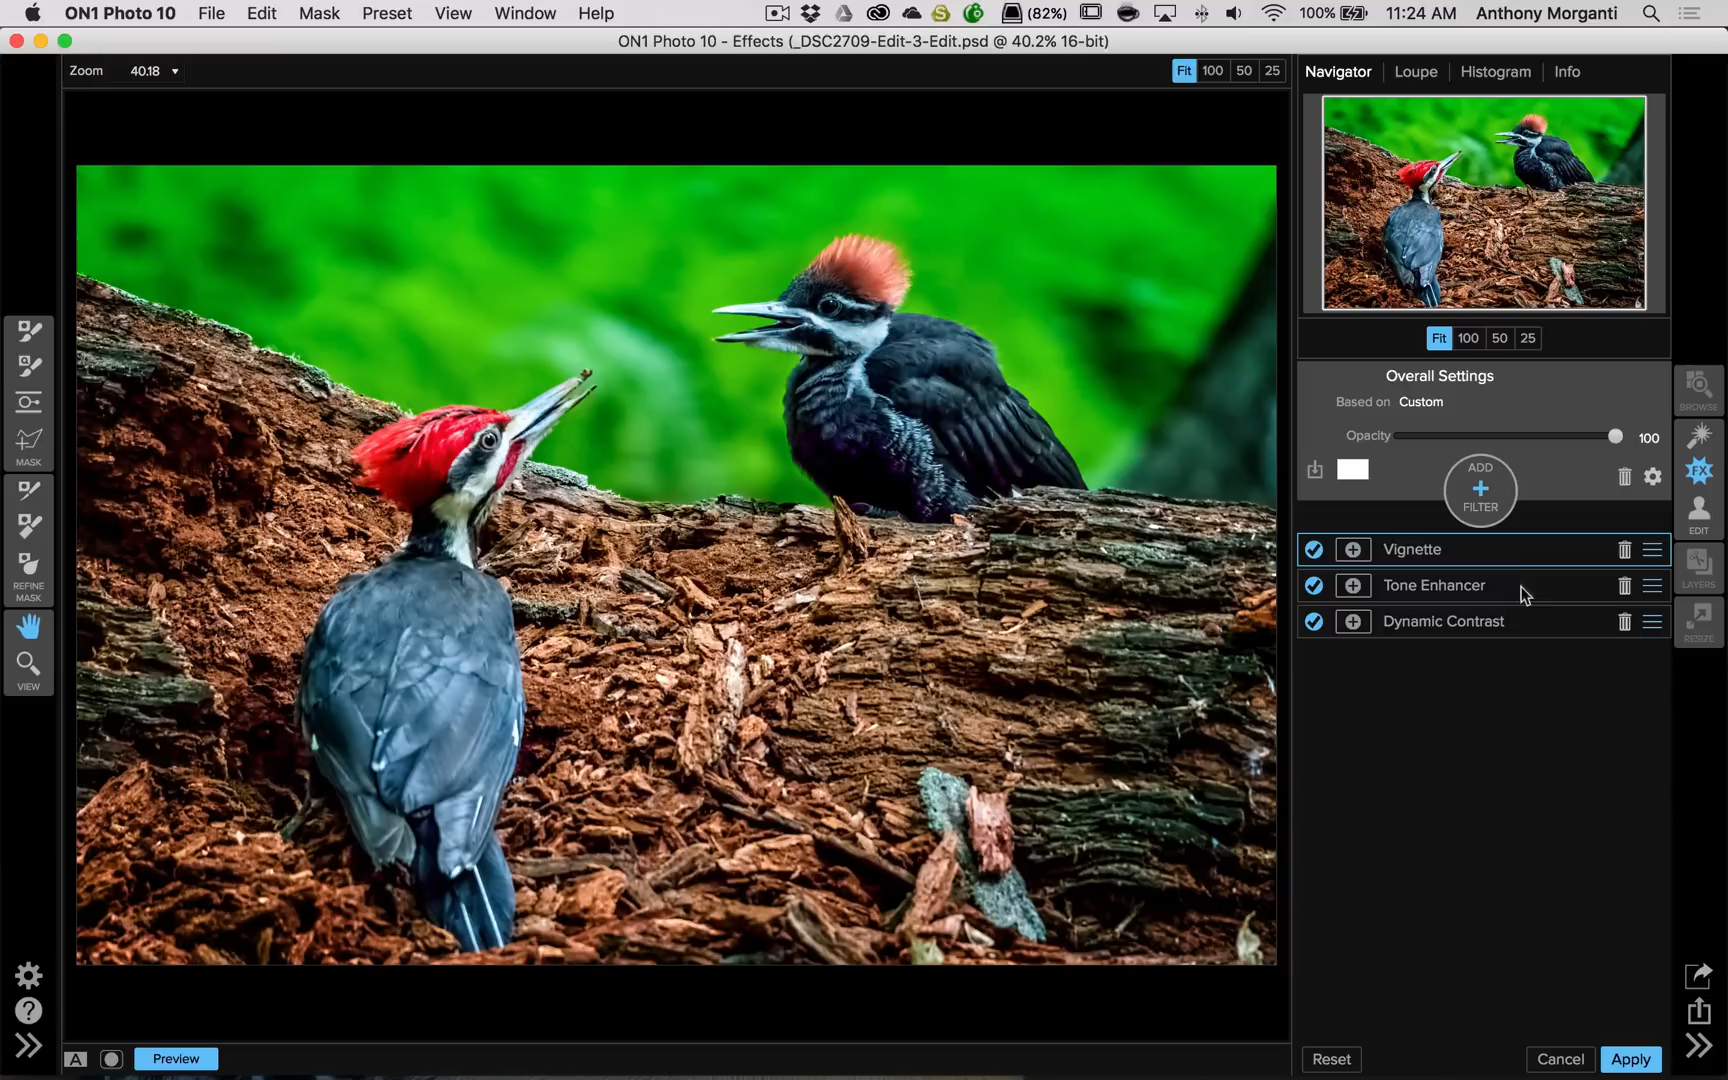 ON1 Photo 10 File Edit Mask Preset View Window Help (82%) 100% 11:24 AM Anthony Morganti
ON1 Photo 10 - Effects (_DSC2709-Edit-3-Edit.psd @ 40.2% 16-bit)
Zoom 40.18 Fit 100 50 25
Navigator Loupe Histogram Info
Fit 100 50 25
Overall Settings
Based on Custom
Opacity 100
ADD
FILTER
Vignette
Tone Enhancer
Dynamic Contrast
MASK
REFINE
MASK
VIEW
BROWSE
FX
EDIT
LAYERS
RESIZE
A Preview
Reset Cancel Apply